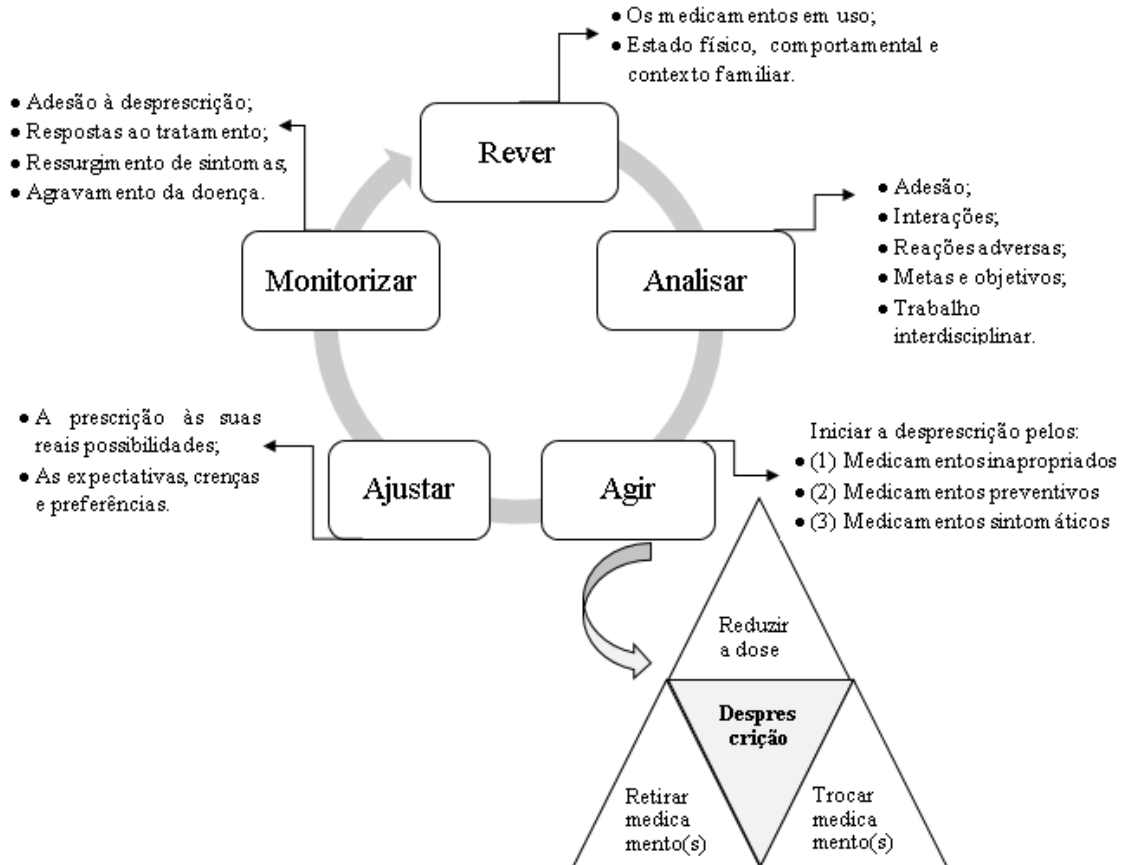 ● Os medicamentos em uso;
● Estado físico, comportamental e
contexto familiar.
Rever
● Adesão à desprescrição;
● Respostas ao tratamento;
● Ressurgimento de sintomas,
● Agravamento da doença.
Monitorizar
Analisar
● Adesão;
● Interações;
● Reações adversas;
● Metas e objetivos;
● Trabalho
interdisciplinar.
● A prescrição às suas
reais possibilidades;
● As expectativas, crenças
e preferências.
Ajustar
Agir
Iniciar a desprescrição pelos:
● (1) Medicamentos inapropriados
● (2) Medicamentos preventivos
● (3) Medicamentos sintomáticos
Reduzir
a dose
Despres
crição
Retirar
medica
mento(s)
Trocar
medica
mento(s)